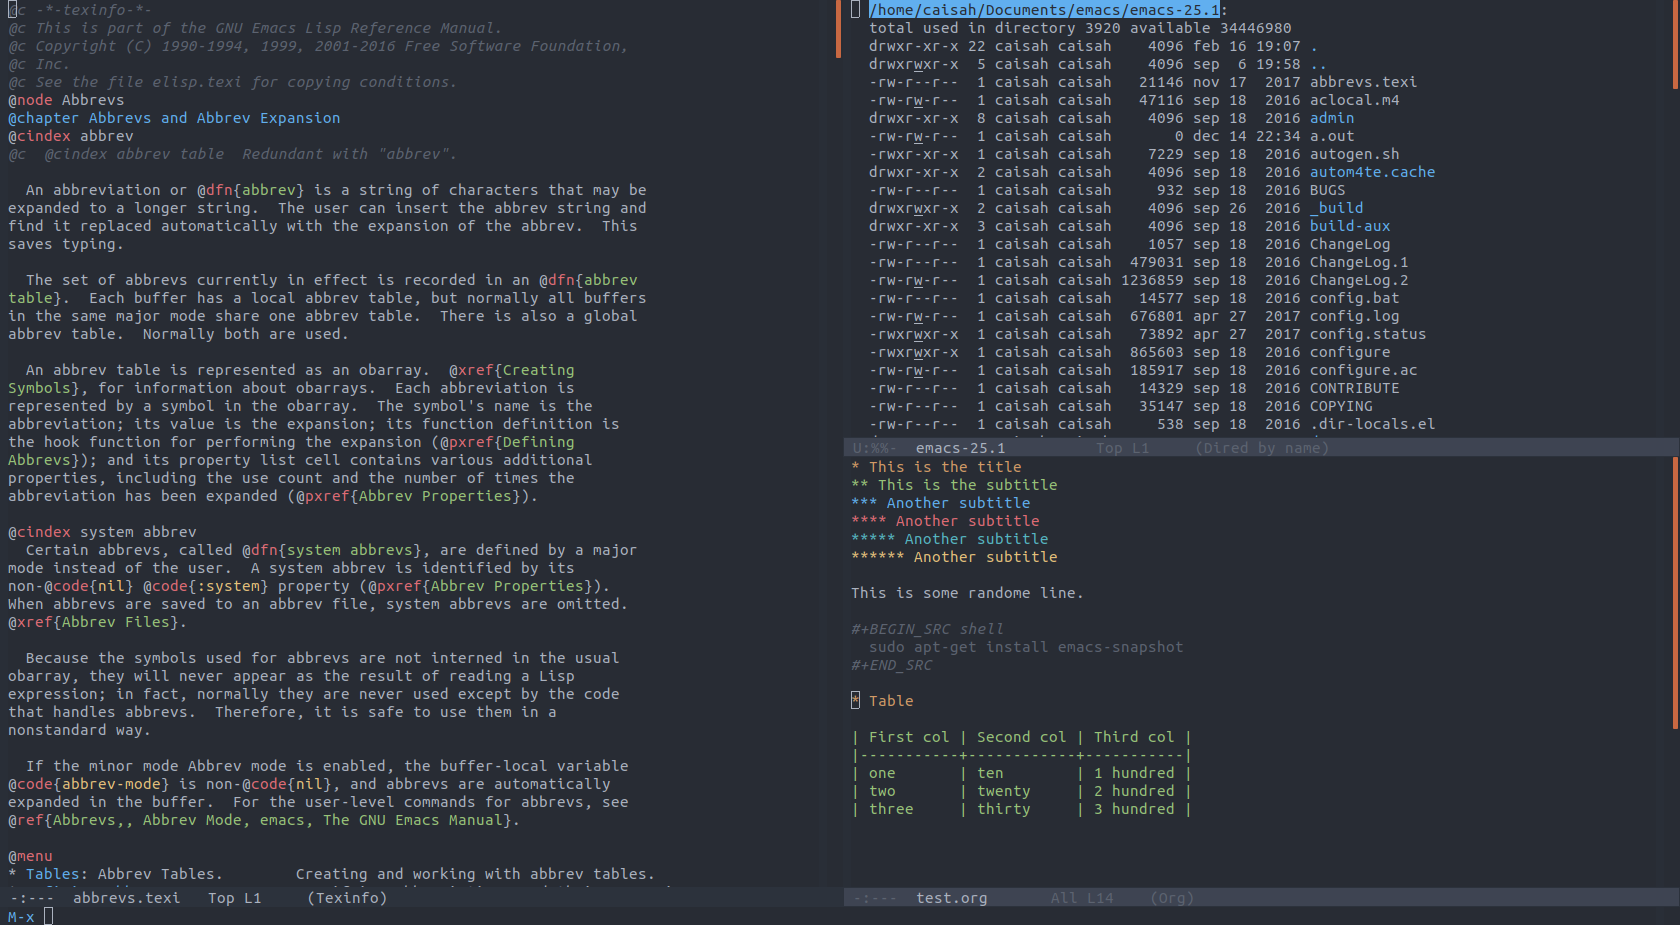 @c -*-texinfo-*-
@c This is part of the GNU Emacs Lisp Reference Manual.
@c Copyright (C) 1990-1994, 1999, 2001-2016 Free Software Foundation,
@c Inc.
@c See the file elisp.texi for copying conditions.
@node Abbrevs
@chapter Abbrevs and Abbrev Expansion
@cindex abbrev
@c  @cindex abbrev table  Redundant with "abbrev".

  An abbreviation or @dfn{abbrev} is a string of characters that may be
expanded to a longer string.  The user can insert the abbrev string and
find it replaced automatically with the expansion of the abbrev.  This
saves typing.

  The set of abbrevs currently in effect is recorded in an @dfn{abbrev
table}.  Each buffer has a local abbrev table, but normally all buffers
in the same major mode share one abbrev table.  There is also a global
abbrev table.  Normally both are used.

  An abbrev table is represented as an obarray.  @xref{Creating
Symbols}, for information about obarrays.  Each abbreviation is
represented by a symbol in the obarray.  The symbol's name is the
abbreviation; its value is the expansion; its function definition is
the hook function for performing the expansion (@pxref{Defining
Abbrevs}); and its property list cell contains various additional
properties, including the use count and the number of times the
abbreviation has been expanded (@pxref{Abbrev Properties}).

@cindex system abbrev
  Certain abbrevs, called @dfn{system abbrevs}, are defined by a major
mode instead of the user.  A system abbrev is identified by its
non-@code{nil} @code{:system} property (@pxref{Abbrev Properties}).
When abbrevs are saved to an abbrev file, system abbrevs are omitted.
@xref{Abbrev Files}.

  Because the symbols used for abbrevs are not interned in the usual
obarray, they will never appear as the result of reading a Lisp
expression; in fact, normally they are never used except by the code
that handles abbrevs.  Therefore, it is safe to use them in a
nonstandard way.

  If the minor mode Abbrev mode is enabled, the buffer-local variable
@code{abbrev-mode} is non-@code{nil}, and abbrevs are automatically
expanded in the buffer.  For the user-level commands for abbrevs, see
@ref{Abbrevs,, Abbrev Mode, emacs, The GNU Emacs Manual}.

@menu
* Tables: Abbrev Tables.        Creating and working with abbrev tables.
-:---  abbrevs.texi   Top L1     (Texinfo)
M-x
/home/caisah/Documents/emacs/emacs-25.1:
total used in directory 3920 available 34446980
drwxr-xr-x 22 caisah caisah    4096 feb 16 19:07 .
drwxrwxr-x  5 caisah caisah    4096 sep  6 19:58 ..
-rw-r--r--  1 caisah caisah   21146 nov 17  2017 abbrevs.texi
-rw-rw-r--  1 caisah caisah   47116 sep 18  2016 aclocal.m4
drwxr-xr-x  8 caisah caisah    4096 sep 18  2016 admin
-rw-rw-r--  1 caisah caisah       0 dec 14 22:34 a.out
-rwxr-xr-x  1 caisah caisah    7229 sep 18  2016 autogen.sh
drwxr-xr-x  2 caisah caisah    4096 sep 18  2016 autom4te.cache
-rw-r--r--  1 caisah caisah     932 sep 18  2016 BUGS
drwxrwxr-x  2 caisah caisah    4096 sep 26  2016 _build
drwxr-xr-x  3 caisah caisah    4096 sep 18  2016 build-aux
-rw-r--r--  1 caisah caisah    1057 sep 18  2016 ChangeLog
-rw-r--r--  1 caisah caisah  479031 sep 18  2016 ChangeLog.1
-rw-rw-r--  1 caisah caisah 1236859 sep 18  2016 ChangeLog.2
-rw-r--r--  1 caisah caisah   14577 sep 18  2016 config.bat
-rw-rw-r--  1 caisah caisah  676801 apr 27  2017 config.log
-rwxrwxr-x  1 caisah caisah   73892 apr 27  2017 config.status
-rwxrwxr-x  1 caisah caisah  865603 sep 18  2016 configure
-rw-rw-r--  1 caisah caisah  185917 sep 18  2016 configure.ac
-rw-r--r--  1 caisah caisah   14329 sep 18  2016 CONTRIBUTE
-rw-r--r--  1 caisah caisah   35147 sep 18  2016 COPYING
-rw-r--r--  1 caisah caisah     538 sep 18  2016 .dir-locals.el
U:%%-  emacs-25.1          Top L1     (Dired by name)
* This is the title
** This is the subtitle
*** Another subtitle
**** Another subtitle
***** Another subtitle
****** Another subtitle

This is some randome line.

#+BEGIN_SRC shell
  sudo apt-get install emacs-snapshot
#+END_SRC

* Table

| First col | Second col | Third col |
|-----------+------------+-----------|
| one       | ten        | 1 hundred |
| two       | twenty     | 2 hundred |
| three     | thirty     | 3 hundred |
-:---  test.org       All L14    (Org)